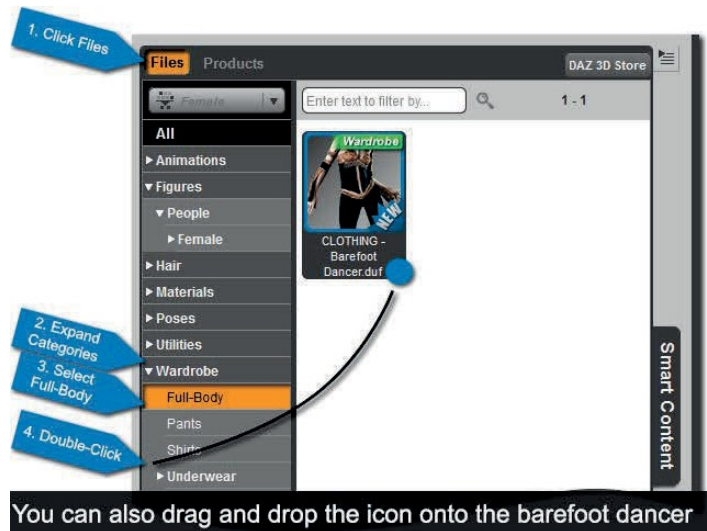 1. Click Files
Files Products
DAZ 3D Store
Female
Enter text to filter by...
1 - 1
All
Animations
Figures
People
Female
Hair
Materials
Poses
Utilities
Wardrobe
Full-Body
Pants
Shirts
Underwear
Wardrobe
NEW
CLOTHING -
Barefoot
Dancer.duf
2. Expand
Categories
3. Select
Full-Body
4. Double-Click
Smart Content
You can also drag and drop the icon onto the barefoot dancer